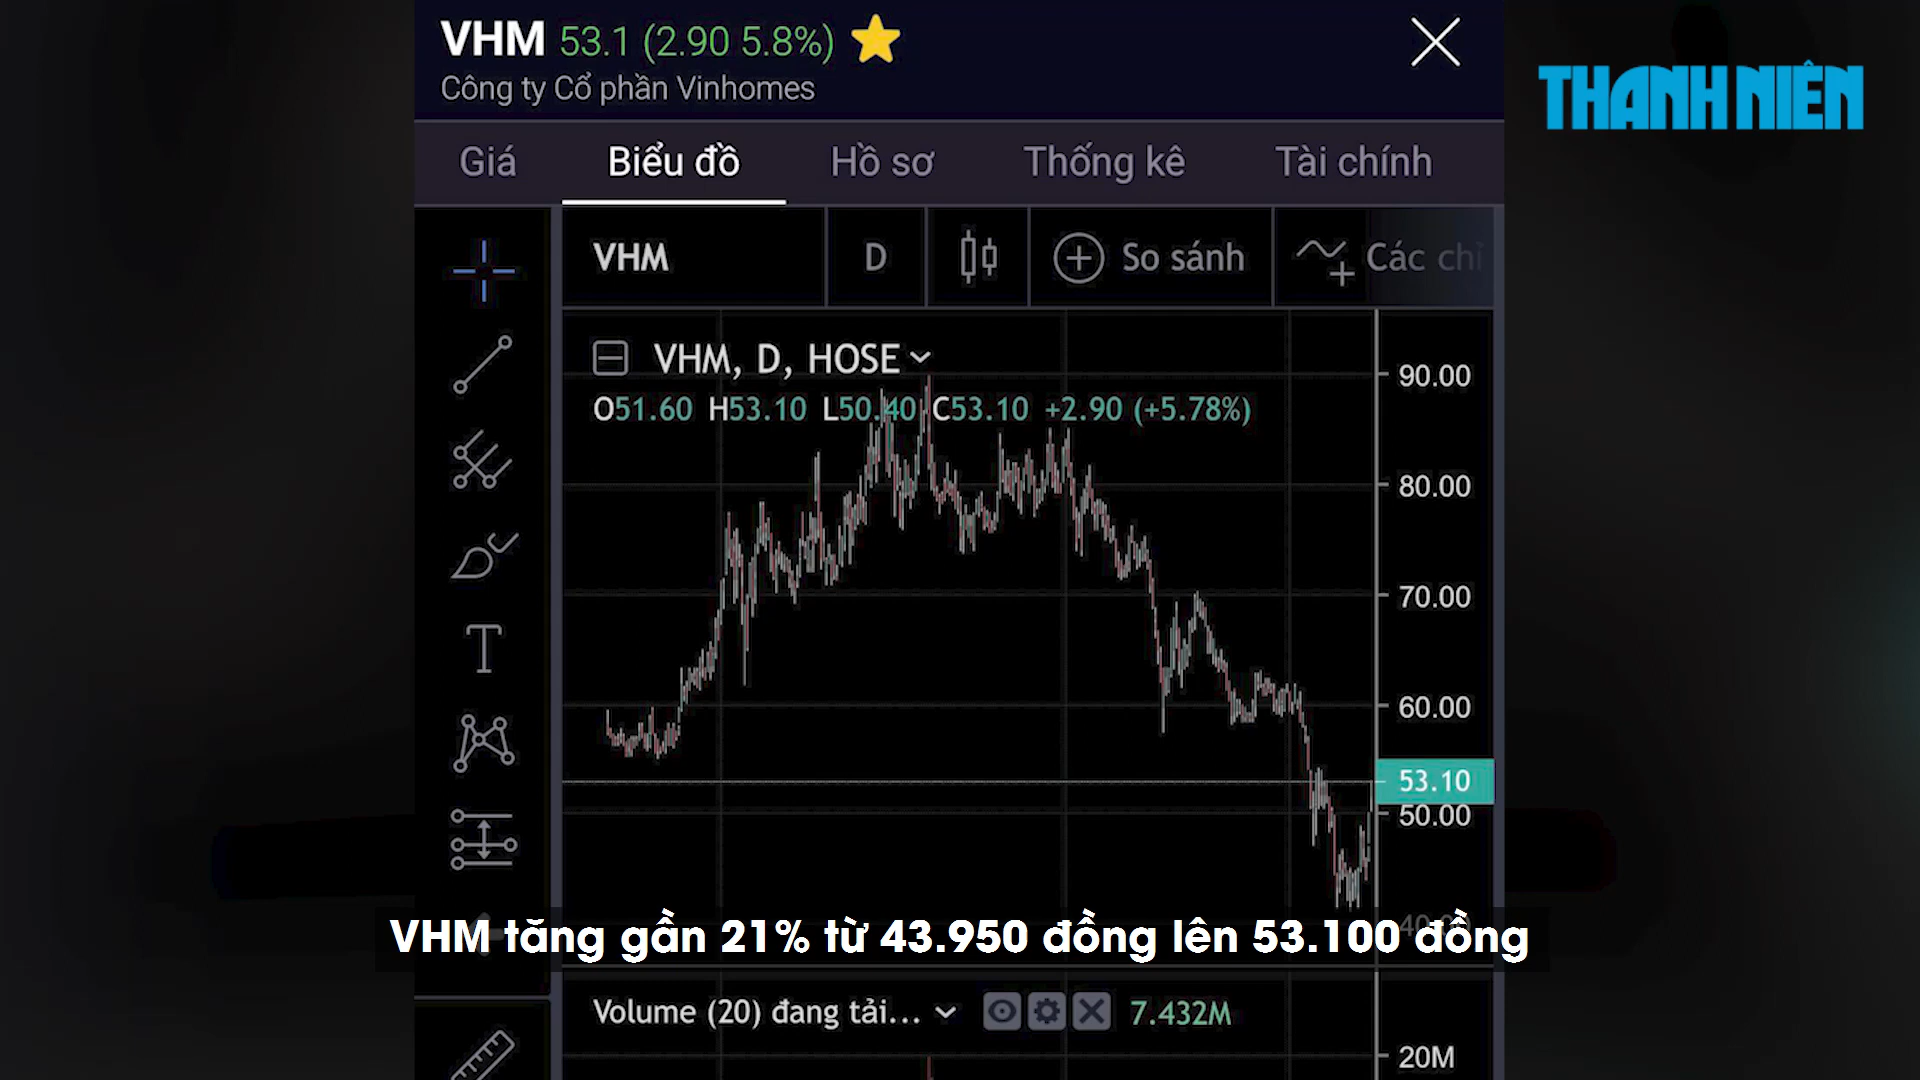 VHM 53.1 (2.90 5.8%)
Công ty Cổ phần Vinhomes
THANH NIÊN
Giá Biểu đồ Hồ sơ Thống kê Tài chính
VHM D So sánh Các chỉ
VHM, D, HOSE
O51.60 H53.10 L50.40 C53.10 +2.90 (+5.78%)
90.00
80.00
70.00
60.00
53.10
50.00
40.00
VHM tăng gần 21% từ 43.950 đồng lên 53.100 đồng
Volume (20) đang tải... 7.432M
20M